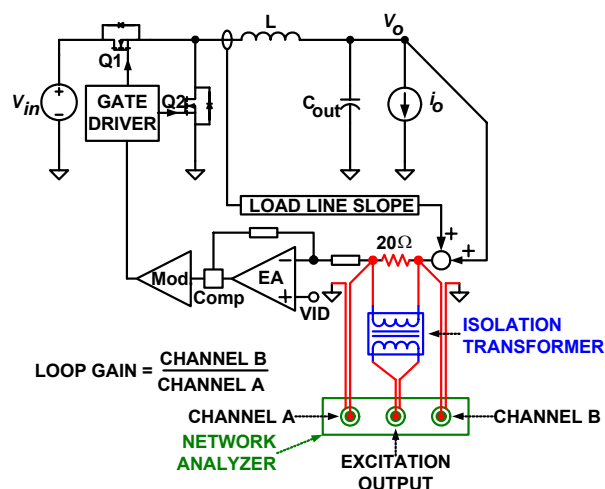 L
Vo
Q1
Vin
+
−
GATE
DRIVER
Q2
Cout
io
LOAD LINE SLOPE
+
+
20Ω
Mod.
Comp
EA
−
+
VID
ISOLATION
TRANSFORMER
LOOP GAIN = CHANNEL B
CHANNEL A
CHANNEL A
CHANNEL B
NETWORK
ANALYZER
EXCITATION
OUTPUT